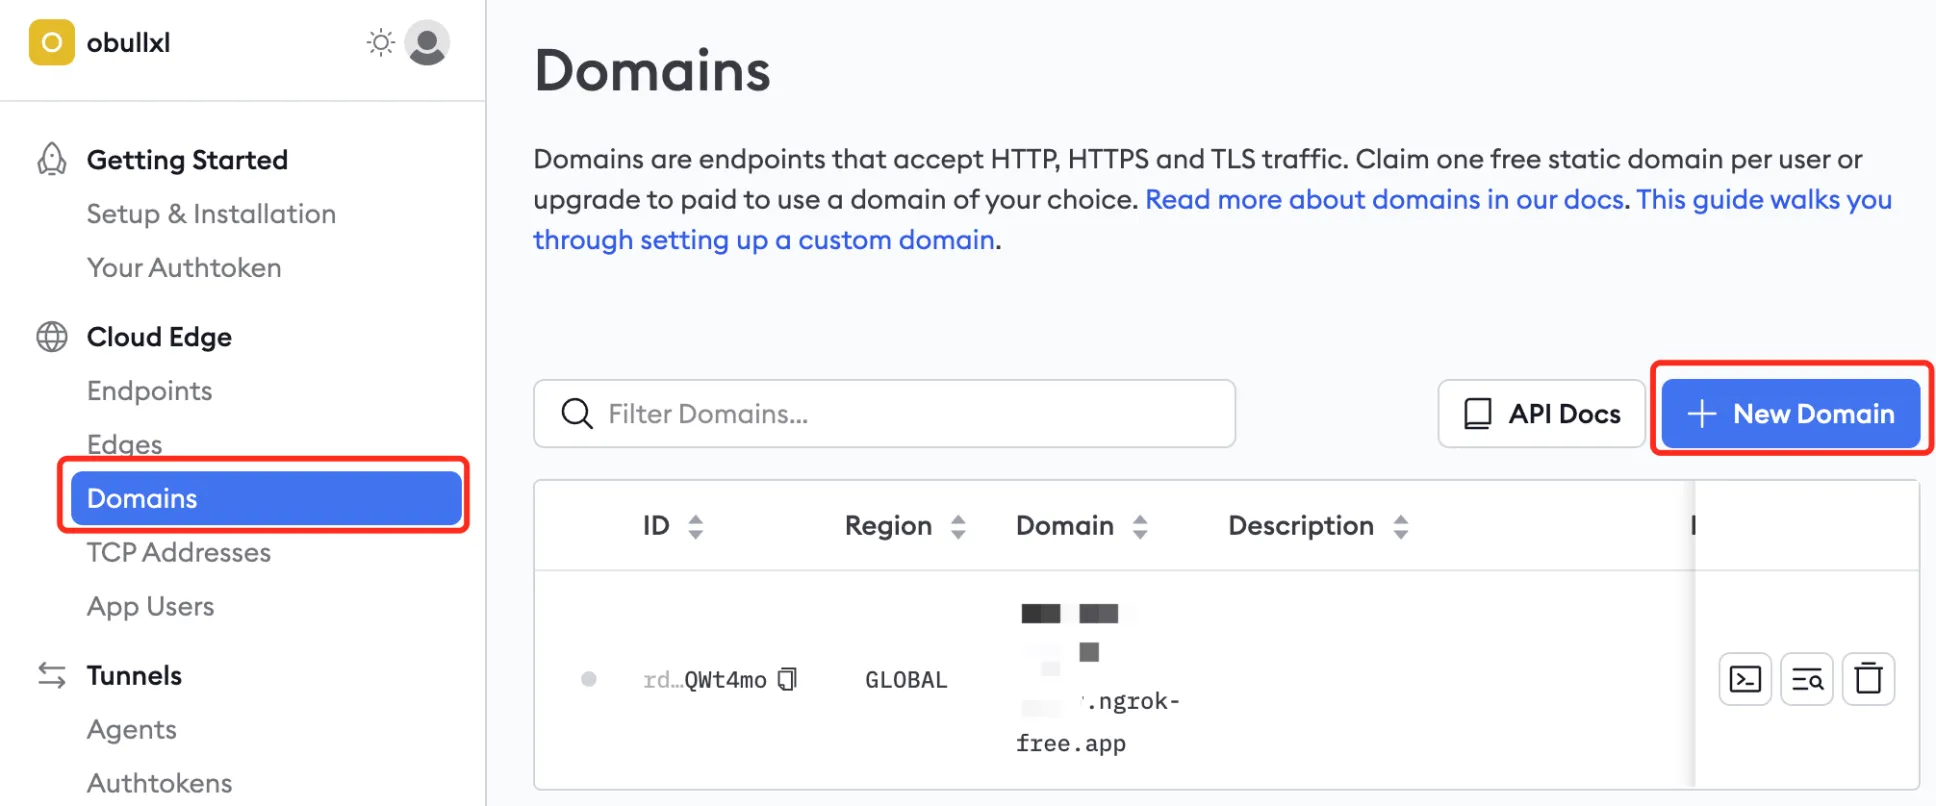 O obullxl
Getting Started
Setup & Installation
Your Authtoken
Cloud Edge
Endpoints
Edges
Domains
TCP Addresses
App Users
Tunnels
Agents
Authtokens
Domains
Domains are endpoints that accept HTTP, HTTPS and TLS traffic. Claim one free static domain per user or
upgrade to paid to use a domain of your choice. Read more about domains in our docs. This guide walks you
through setting up a custom domain.
Filter Domains...
API Docs
+ New Domain
ID Region Domain Description
rd...QWt4mo GLOBAL
.ngrok-
free.app